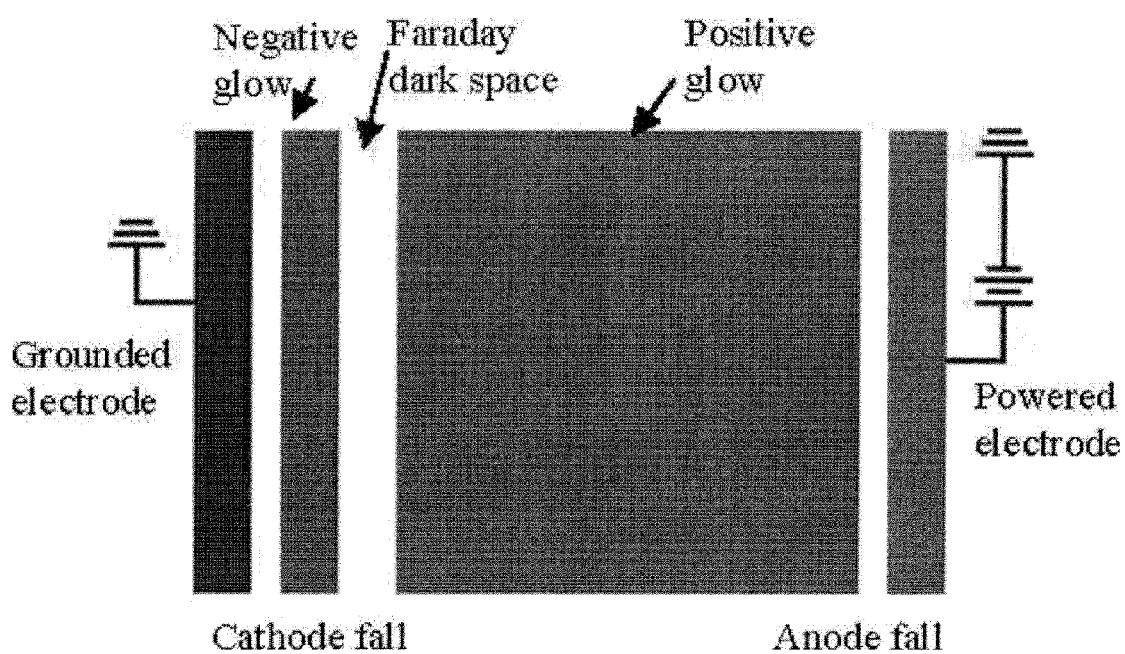 Negative
glow
Faraday
dark space
Positive
glow
Grounded
electrode
Powered
electrode
Cathode fall
Anode fall